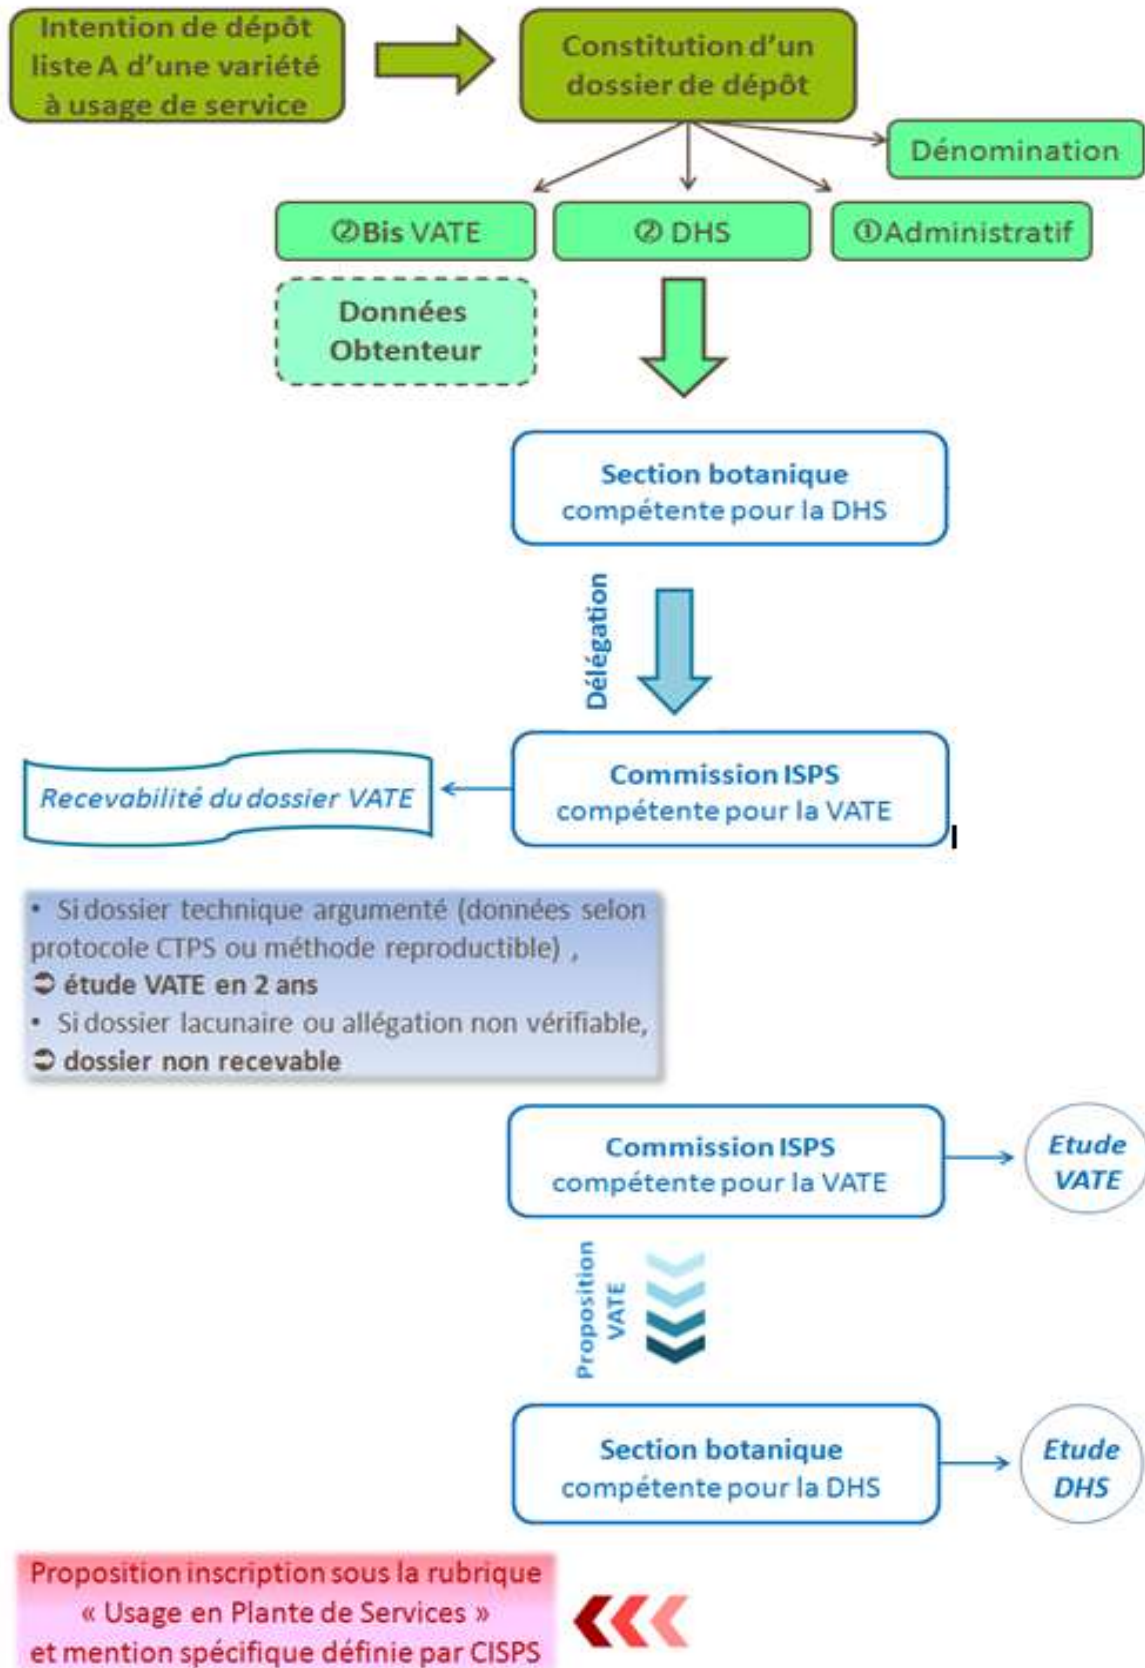 Intention de dépôt
liste A d'une variété
à usage de service
Constitution d'un
dossier de dépôt
Dénomination
②Bis VATE
② DHS
①Administratif
Données
Obtenteur
Section botanique
compétente pour la DHS
Délégation
Commission ISPS
compétente pour la VATE
Recevabilité du dossier VATE
• Si dossier technique argumenté (données selon
protocole CTPS ou méthode reproductible) ,
➲ étude VATE en 2 ans
• Si dossier lacunaire ou allégation non vérifiable,
➲ dossier non recevable
Commission ISPS
compétente pour la VATE
Etude
VATE
Proposition
VATE
Section botanique
compétente pour la DHS
Etude
DHS
Proposition inscription sous la rubrique
« Usage en Plante de Services »
et mention spécifique définie par CISPS